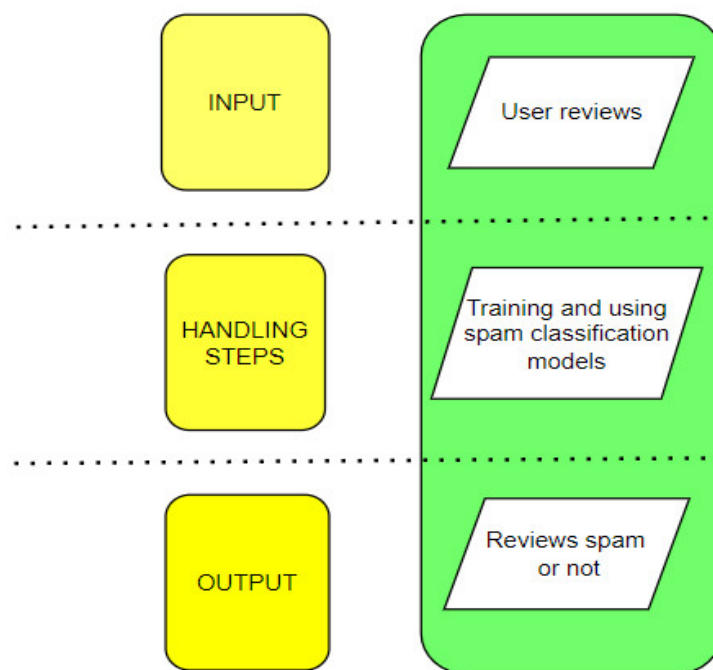 INPUT
User reviews
HANDLING
STEPS
Training and using
spam classification
models
OUTPUT
Reviews spam
or not